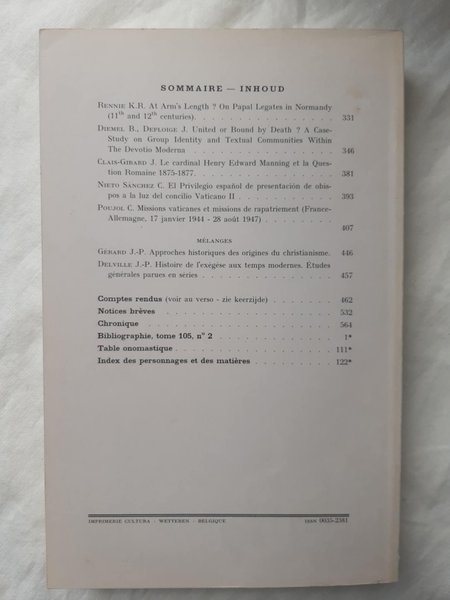 SOMMAIRE — INHOUD
RENNIE K.R. At Arm's Length ? On Papal Legates in Normandy
(11th and 12th centuries). . . . . . . . . . . . . . . . . 331
DIEMEL B., DEPLOIGE J. United or Bound by Death ? A Case-
Study on Group Identity and Textual Communities Within
The Devotio Moderna . . . . . . . . . . . . . . . . . 346
CLAIS-GIRARD J. Le cardinal Henry Edward Manning et la Ques-
tion Romaine 1875-1877. . . . . . . . . . . . . . . . . 381
NIETO SÁNCHEZ C. El Privilegio español de presentación de obis-
pos a la luz del concilio Vaticano II . . . . . . . . . . . . 393
POUJOL C. Missions vaticanes et missions de rapatriement (France-
Allemagne, 17 janvier 1944 - 28 août 1947) . . . . . . . . .
407
MÉLANGES
GÉRARD J.-P. Approches historiques des origines du christianisme. 446
DELVILLE J.-P. Histoire de l'exégèse aux temps modernes. Études
générales parues en séries . . . . . . . . . . . . . . . 457
Comptes rendus (voir au verso - zie keerzijde) . . . . . . . . 462
Notices brèves . . . . . . . . . . . . . . . . . 532
Chronique . . . . . . . . . . . . . . . . . 564
Bibliographie, tome 105, n° 2 . . . . . . . . . . . . . . 1*
Table onomastique . . . . . . . . . . . . . . . . . 111*
Index des personnages et des matières . . . . . . . . . . 122*
IMPRIMERIE CULTURA · WETTEREN · BELGIQUE ISSN 0035-2381